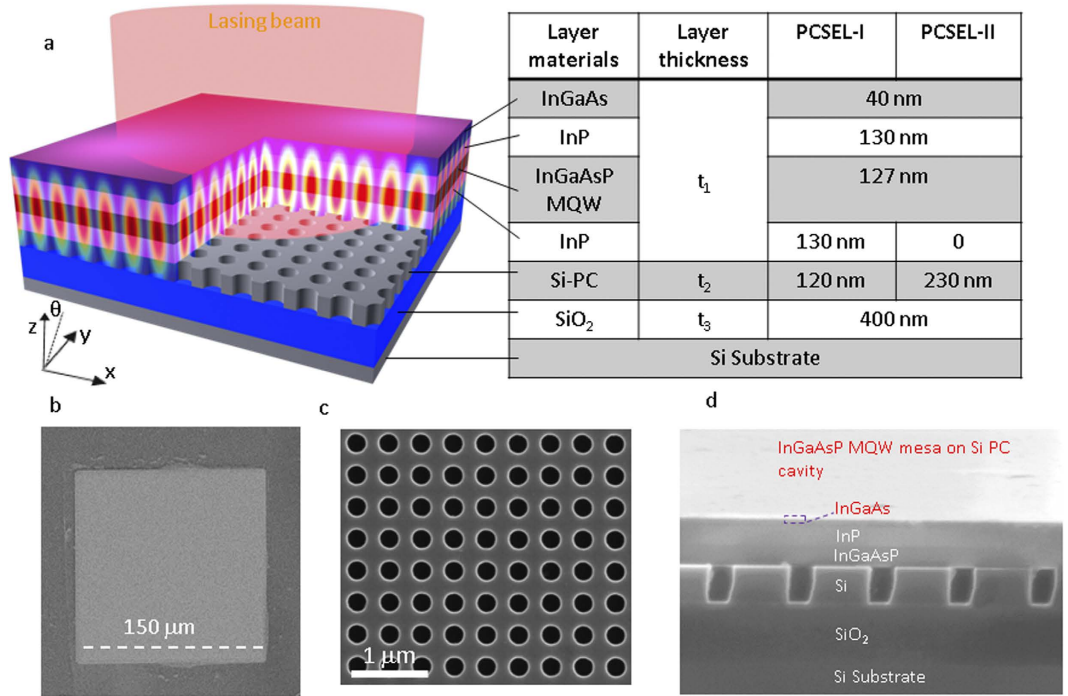 Lasing beam
a
z
θ
y
x
Layer materials
Layer thickness
PCSEL-I
PCSEL-II
InGaAs
40 nm
InP
130 nm
InGaAsP MQW
t₁
127 nm
InP
130 nm
0
Si-PC
t₂
120 nm
230 nm
SiO₂
t₃
400 nm
Si Substrate
b
150 μm
c
1 μm
d
InGaAsP MQW mesa on Si PC
cavity
InGaAs
InP
InGaAsP
Si
SiO₂
Si Substrate